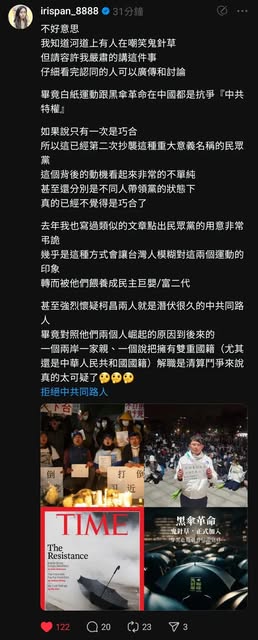 irispan_8888 31分鐘
不好意思
我知道河道上有人在嘲笑鬼針草
但請容許我嚴肅的講這件事
仔細看完認同的人可以廣傳和討論
畢竟白紙運動跟黑傘革命在中國都是抗爭『中共
特權』
如果說只有一次是巧合
所以這已經第二次抄襲這種重大意義名稱的民眾
黨
這個背後的動機看起來非常的不單純
甚至還分別是不同人帶領黨的狀態下
真的已經不覺得是巧合了
去年我也寫過類似的文章點出民眾黨的用意非常
弔詭
幾乎是這種方式會讓台灣人模糊對這兩個運動的
印象
轉而被他們餵養成民主巨嬰/富二代
甚至強烈懷疑柯昌兩人就是潛伏很久的中共同路
人
畢竟對照他們兩個人崛起的原因到後來的
一個兩岸一家親、一個說把擁有雙重國籍（尤其
還是中華人民共和國國籍）解職是清算鬥爭來說
真的太可疑了🤔🤔🤔
拒絕中共同路人
倒
打倒
TIME
The
Resistance
黑傘革命
鬼針草，正式加入
122
20
23
3